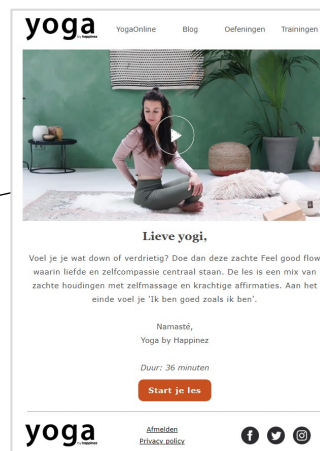 yoga
by happinez
YogaOnline Blog Oefeningen Trainingen
Lieve yogi,
Voel je je wat down of verdrietig? Doe dan deze zachte Feel good flow
waarin liefde en zelfcompassie centraal staan. De les is een mix van
zachte houdingen met zelfmassage en krachtige affirmaties. Aan het
einde voel je 'Ik ben goed zoals ik ben'.
Namasté,
Yoga by Happinez
Duur: 36 minuten
Start je les
yoga
by happinez
Afmelden
Privacy policy